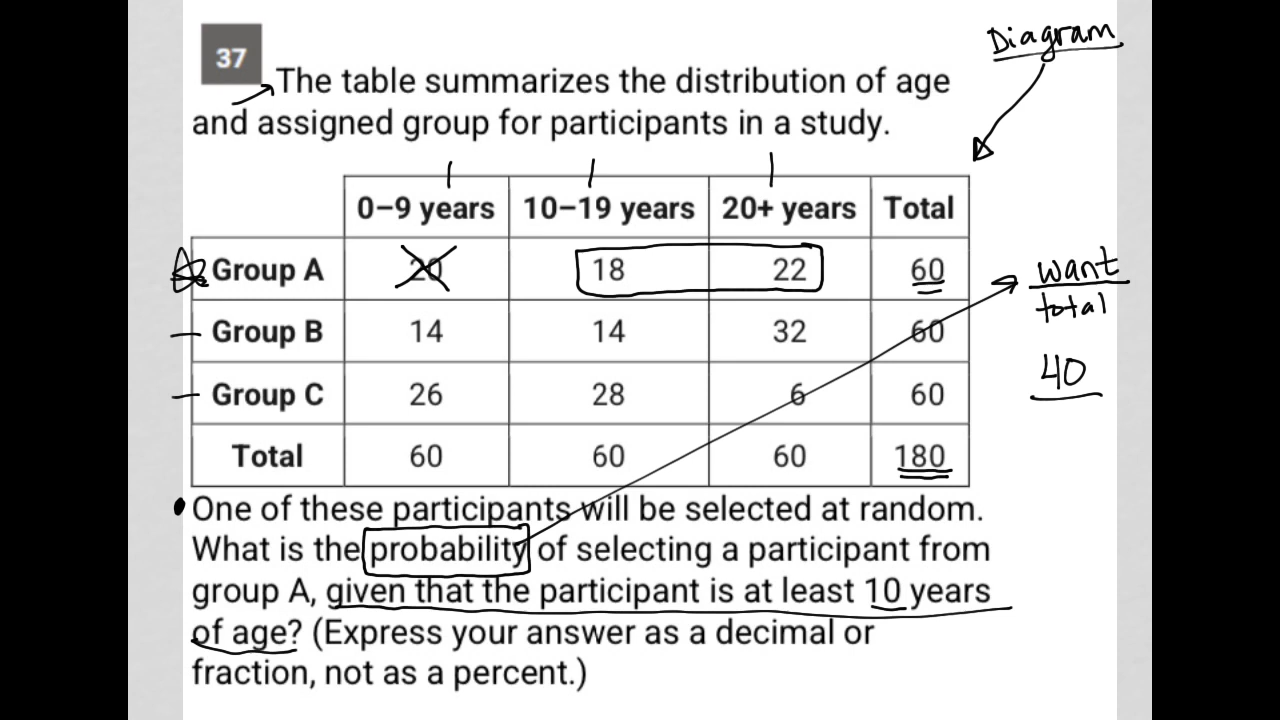 37
Diagram
The table summarizes the distribution of age
and assigned group for participants in a study.
0–9 years 10–19 years 20+ years Total
Group A 20 18 22 60
Group B 14 14 32 60
Group C 26 28 6 60
Total 60 60 60 180
want
total
40
One of these participants will be selected at random.
What is the probability of selecting a participant from
group A, given that the participant is at least 10 years
of age? (Express your answer as a decimal or
fraction, not as a percent.)